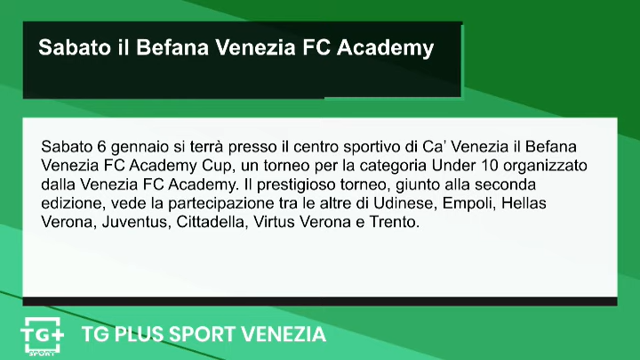 Sabato il Befana Venezia FC Academy
Sabato 6 gennaio si terrà presso il centro sportivo di Ca' Venezia il Befana
Venezia FC Academy Cup, un torneo per la categoria Under 10 organizzato
dalla Venezia FC Academy. Il prestigioso torneo, giunto alla seconda
edizione, vede la partecipazione tra le altre di Udinese, Empoli, Hellas
Verona, Juventus, Cittadella, Virtus Verona e Trento.
TG+
SPORT
TG PLUS SPORT VENEZIA